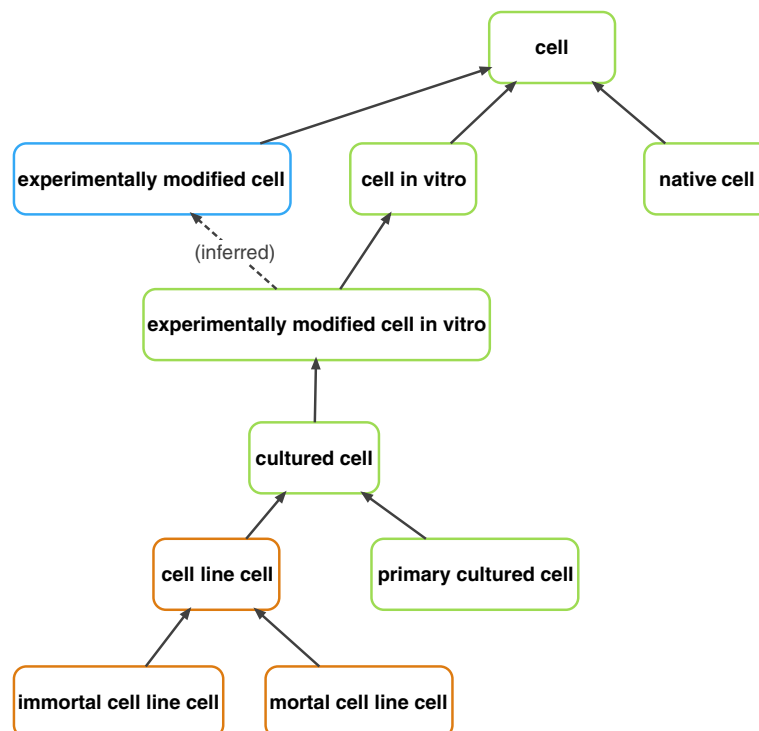 cell
experimentally modified cell
cell in vitro
native cell
(inferred)
experimentally modified cell in vitro
cultured cell
cell line cell
primary cultured cell
immortal cell line cell
mortal cell line cell